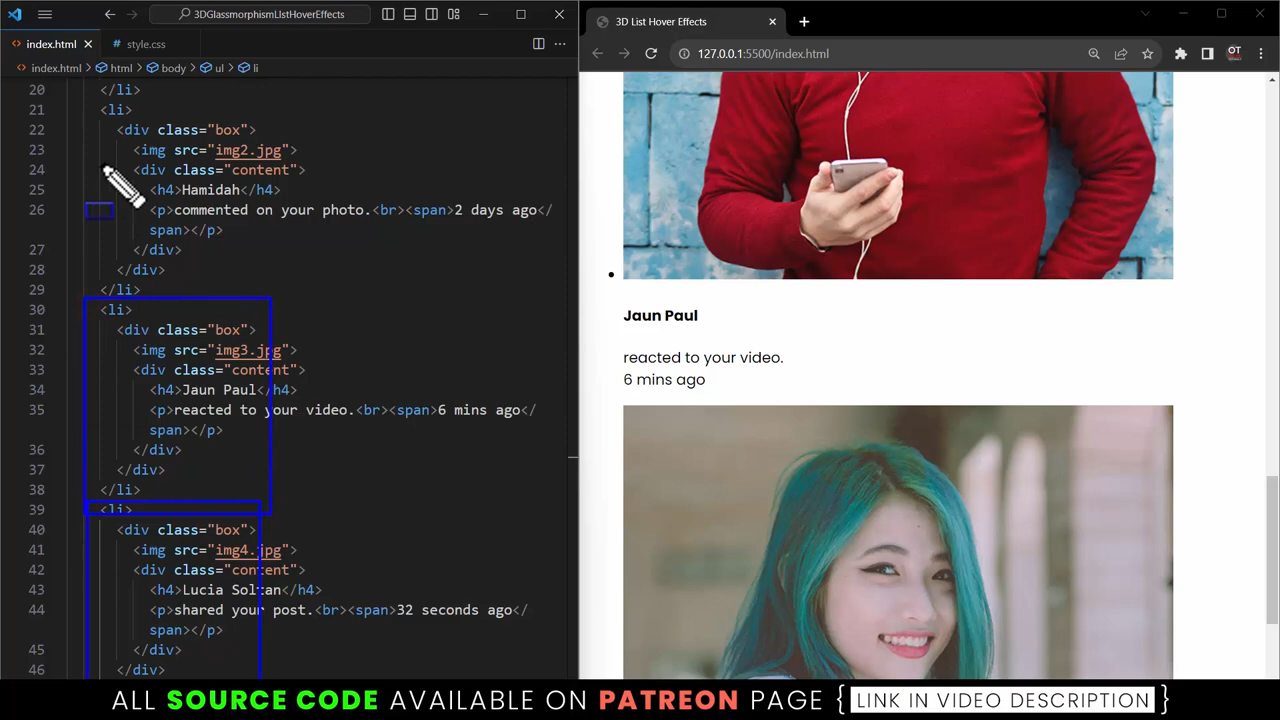 3DGlassmorphismLIstHoverEffects
index.html
style.css
index.html > html > body > ul > li
20 </li>
21 <li>
22 <div class="box">
23 <img src="img2.jpg">
24 <div class="content">
25 <h4>Hamidah</h4>
26 <p>commented on your photo.<br><span>2 days ago</
span></p>
27 </div>
28 </div>
29 </li>
30 <li>
31 <div class="box">
32 <img src="img3.jpg">
33 <div class="content">
34 <h4>Jaun Paul</h4>
35 <p>reacted to your video.<br><span>6 mins ago</
span></p>
36 </div>
37 </div>
38 </li>
39 <li>
40 <div class="box">
41 <img src="img4.jpg">
42 <div class="content">
43 <h4>Lucia Soltan</h4>
44 <p>shared your post.<br><span>32 seconds ago</
span></p>
45 </div>
46 </div>
3D List Hover Effects
127.0.0.1:5500/index.html
OT
Jaun Paul
reacted to your video.
6 mins ago
ALL SOURCE CODE AVAILABLE ON PATREON PAGE { LINK IN VIDEO DESCRIPTION }